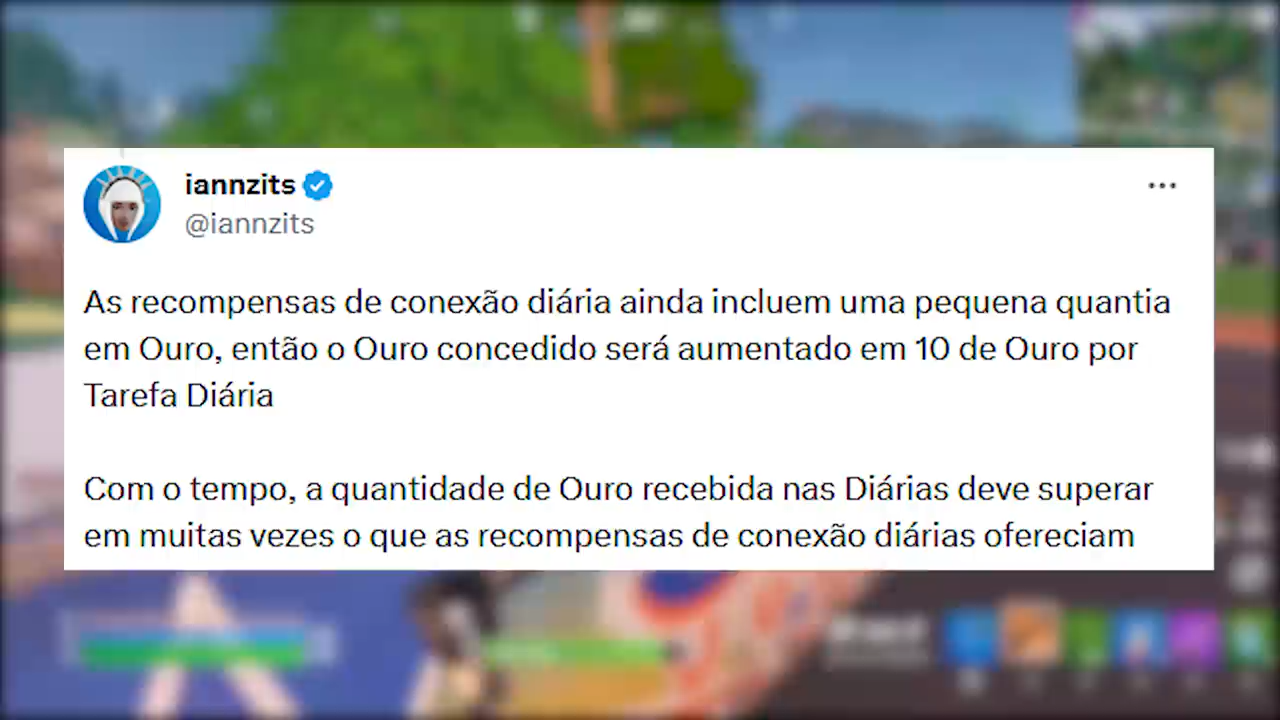 iannzits
@iannzits
As recompensas de conexão diária ainda incluem uma pequena quantia
em Ouro, então o Ouro concedido será aumentado em 10 de Ouro por
Tarefa Diária
Com o tempo, a quantidade de Ouro recebida nas Diárias deve superar
em muitas vezes o que as recompensas de conexão diárias ofereciam